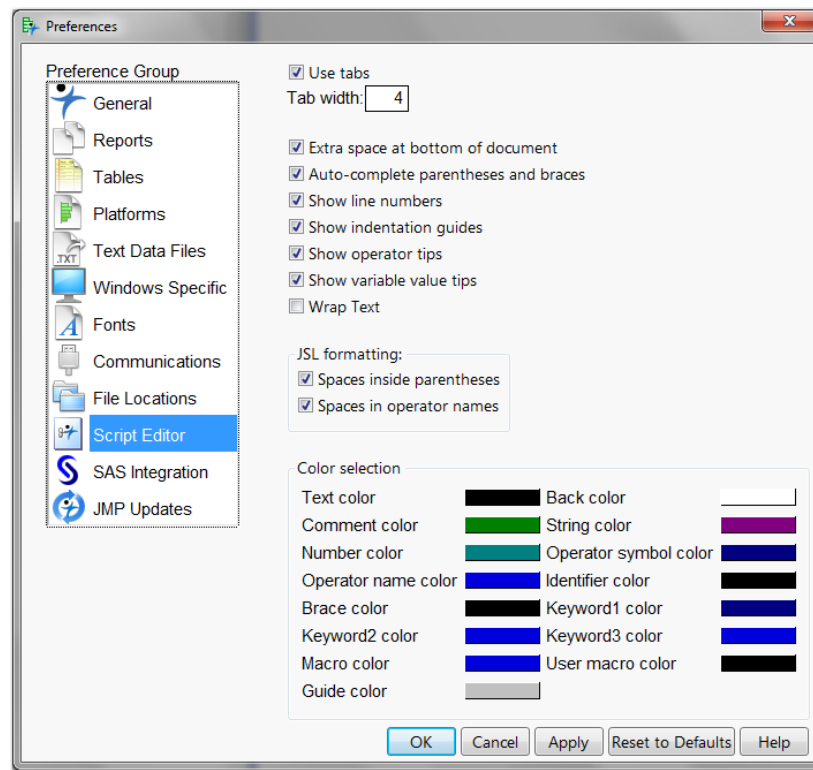 Preferences
Preference Group
General
Reports
Tables
Platforms
.TXT
Text Data Files
Windows Specific
A
Fonts
Communications
File Locations
Script Editor
S
SAS Integration
JMP Updates
Use tabs
Tab width: 4
Extra space at bottom of document
Auto-complete parentheses and braces
Show line numbers
Show indentation guides
Show operator tips
Show variable value tips
Wrap Text
JSL formatting:
Spaces inside parentheses
Spaces in operator names
Color selection
Text color Back color
Comment color String color
Number color Operator symbol color
Operator name color Identifier color
Brace color Keyword1 color
Keyword2 color Keyword3 color
Macro color User macro color
Guide color
OK Cancel Apply Reset to Defaults Help